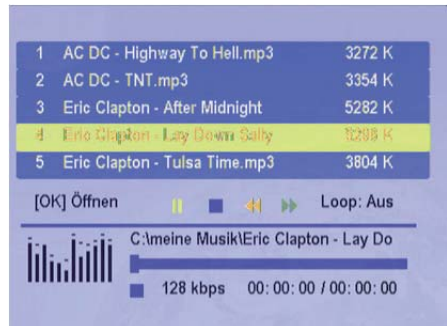 1 AC DC - Highway To Hell.mp3 3272 K
2 AC DC - TNT.mp3 3354 K
3 Eric Clapton - After Midnight 5282 K
4 Eric Clapton - Lay Down Sally K
5 Eric Clapton - Tulsa Time.mp3 3804 K
[OK] Öffnen Loop: Aus
C:\meine Musik\Eric Clapton - Lay Do
128 kbps 00: 00: 00 / 00: 00: 00